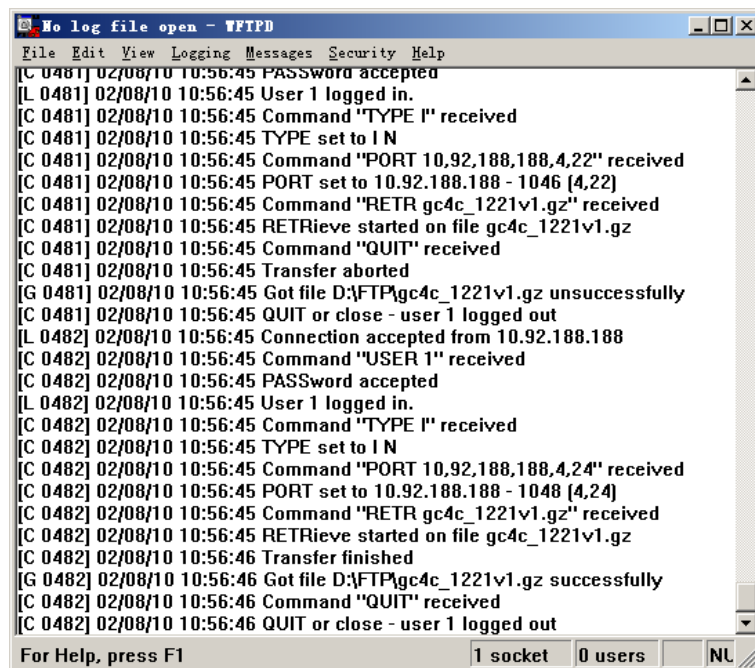 No log file open - WFTPD
File Edit View Logging Messages Security Help
[C 0481] 02/08/10 10:56:45 PASSword accepted
[L 0481] 02/08/10 10:56:45 User 1 logged in.
[C 0481] 02/08/10 10:56:45 Command "TYPE I" received
[C 0481] 02/08/10 10:56:45 TYPE set to I N
[C 0481] 02/08/10 10:56:45 Command "PORT 10,92,188,188,4,22" received
[C 0481] 02/08/10 10:56:45 PORT set to 10.92.188.188 - 1046 (4,22)
[C 0481] 02/08/10 10:56:45 Command "RETR gc4c_1221v1.gz" received
[C 0481] 02/08/10 10:56:45 RETRieve started on file gc4c_1221v1.gz
[C 0481] 02/08/10 10:56:45 Command "QUIT" received
[C 0481] 02/08/10 10:56:45 Transfer aborted
[G 0481] 02/08/10 10:56:45 Got file D:\FTP\gc4c_1221v1.gz unsuccessfully
[C 0481] 02/08/10 10:56:45 QUIT or close - user 1 logged out
[L 0482] 02/08/10 10:56:45 Connection accepted from 10.92.188.188
[C 0482] 02/08/10 10:56:45 Command "USER 1" received
[C 0482] 02/08/10 10:56:45 PASSword accepted
[L 0482] 02/08/10 10:56:45 User 1 logged in.
[C 0482] 02/08/10 10:56:45 Command "TYPE I" received
[C 0482] 02/08/10 10:56:45 TYPE set to I N
[C 0482] 02/08/10 10:56:45 Command "PORT 10,92,188,188,4,24" received
[C 0482] 02/08/10 10:56:45 PORT set to 10.92.188.188 - 1048 (4,24)
[C 0482] 02/08/10 10:56:45 Command "RETR gc4c_1221v1.gz" received
[C 0482] 02/08/10 10:56:45 RETRieve started on file gc4c_1221v1.gz
[C 0482] 02/08/10 10:56:46 Transfer finished
[G 0482] 02/08/10 10:56:46 Got file D:\FTP\gc4c_1221v1.gz successfully
[C 0482] 02/08/10 10:56:46 Command "QUIT" received
[C 0482] 02/08/10 10:56:46 QUIT or close - user 1 logged out
For Help, press F1 1 socket 0 users NU